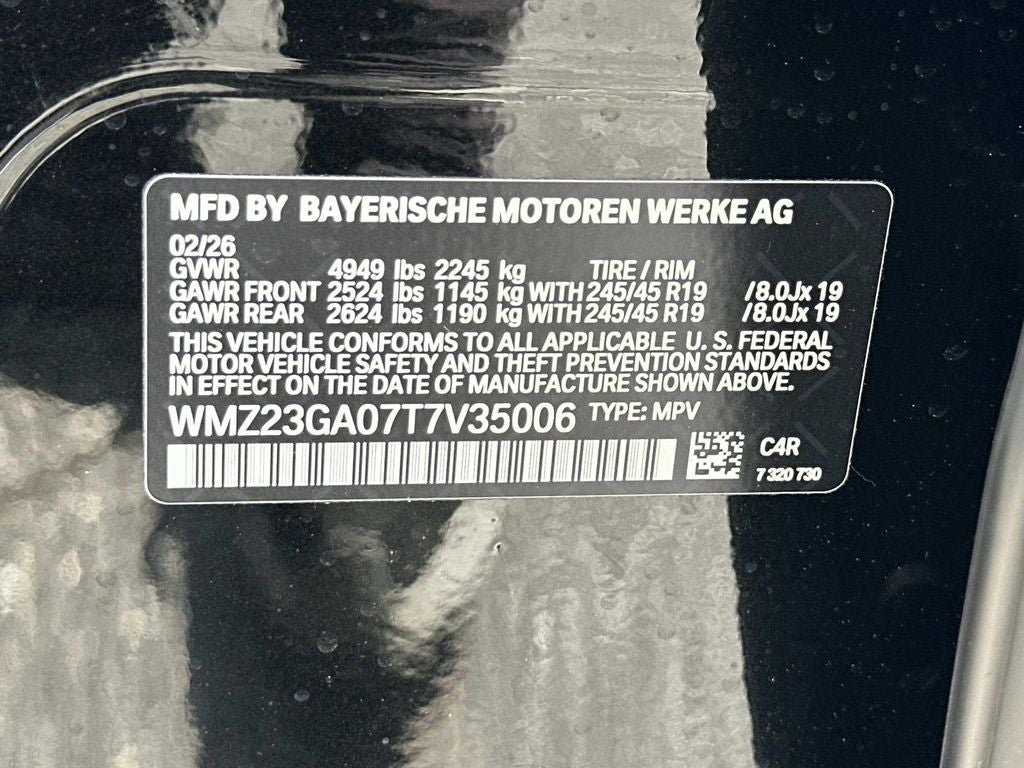 MFD BY BAYERISCHE MOTOREN WERKE AG
02/26
GVWR 4949 lbs 2245 kg TIRE / RIM
GAWR FRONT 2524 lbs 1145 kg WITH 245/45 R19 /8.0Jx 19
GAWR REAR 2624 lbs 1190 kg WITH 245/45 R19 /8.0Jx 19
THIS VEHICLE CONFORMS TO ALL APPLICABLE U. S. FEDERAL
MOTOR VEHICLE SAFETY AND THEFT PREVENTION STANDARDS
IN EFFECT ON THE DATE OF MANUFACTURE SHOWN ABOVE.
WMZ23GA07T7V35006 TYPE: MPV
C4R
7 320 730